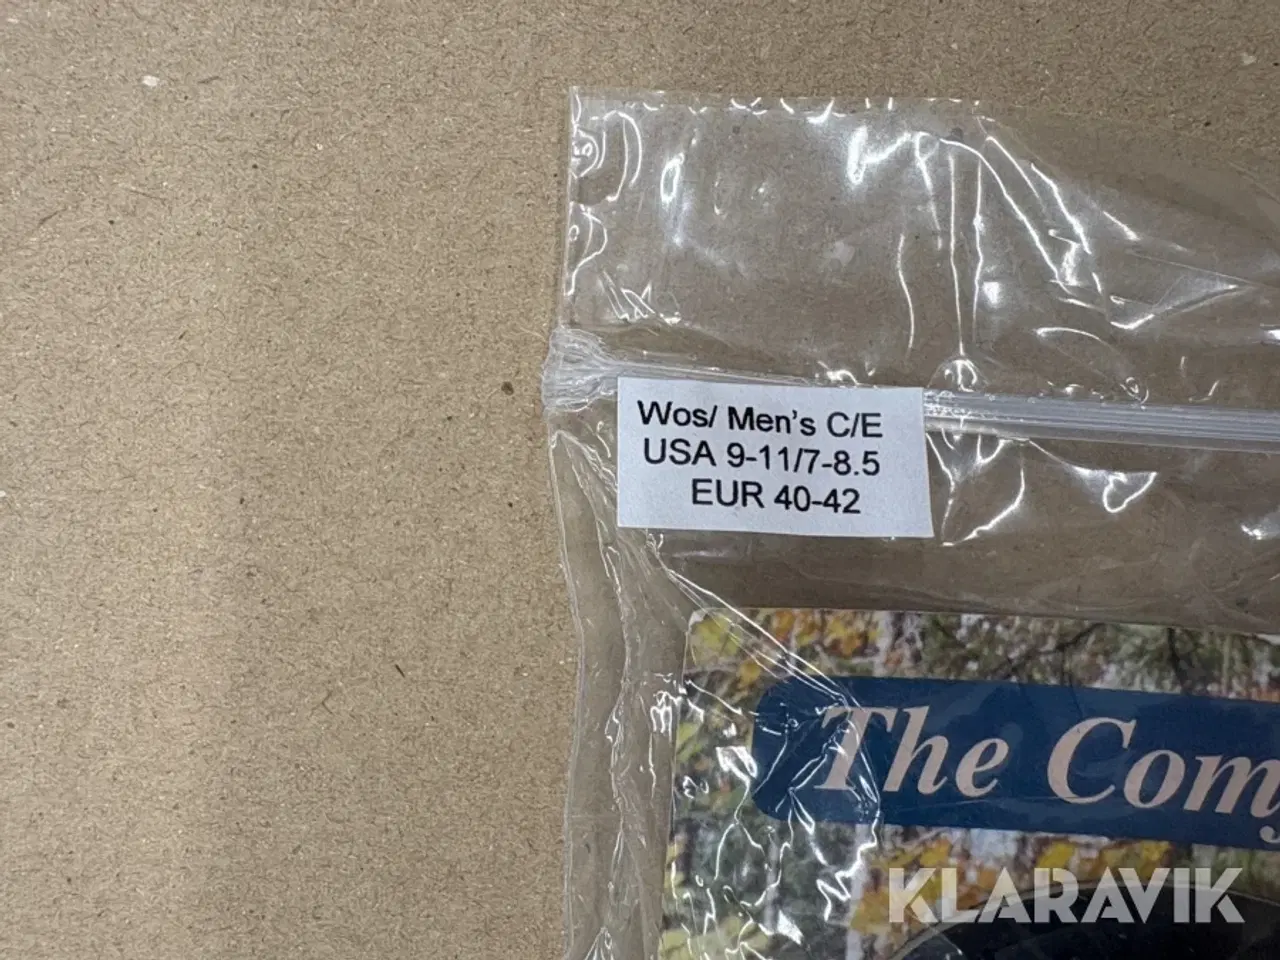 Wos/ Men's C/E
USA 9-11/7-8.5
EUR 40-42
The Com
KLARAVIK